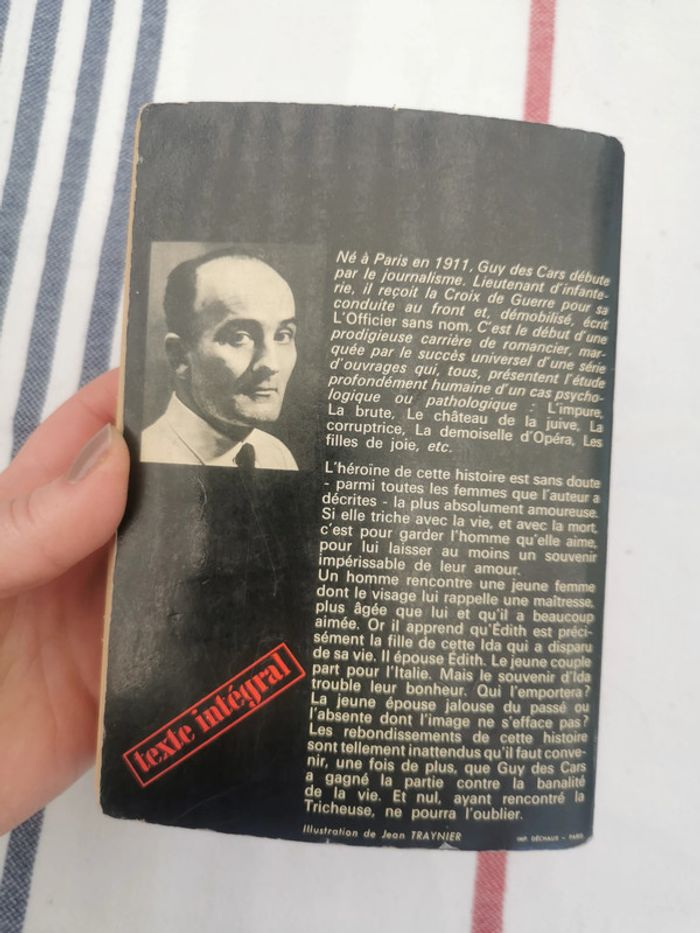 Né à Paris en 1911, Guy des Cars débute
par le journalisme. Lieutenant d'infante-
rie, il reçoit la Croix de Guerre pour sa
conduite au front et, démobilisé, écrit
L'Officier sans nom. C'est le début d'une
prodigieuse carrière de romancier, mar-
quée par le succès universel d'une série
d'ouvrages qui, tous, présentent l'étude
profondément humaine d'un cas psycho-
logique ou pathologique : L'impure,
La brute, Le château de la juive, La
corruptrice, La demoiselle d'Opéra, Les
filles de joie, etc.
L'héroïne de cette histoire est sans doute
- parmi toutes les femmes que l'auteur a
décrites - la plus absolument amoureuse.
Si elle triche avec la vie, et avec la mort,
c'est pour garder l'homme qu'elle aime,
pour lui laisser au moins un souvenir
impérissable de leur amour.
Un homme rencontre une jeune femme
dont le visage lui rappelle une maîtresse,
plus âgée que lui et qu'il a beaucoup
aimée. Or il apprend qu'Édith est préci-
sément la fille de cette Ida qui a disparu
de sa vie. Il épouse Édith. Le jeune couple
part pour l'Italie. Mais le souvenir d'Ida
trouble leur bonheur. Qui l'emportera ?
La jeune épouse jalouse du passé ou
l'absente dont l'image ne s'efface pas ?
Les rebondissements de cette histoire
sont tellement inattendus qu'il faut conve-
nir, une fois de plus, que Guy des Cars
a gagné la partie contre la banalité
de la vie. Et nul, ayant rencontré la
Tricheuse, ne pourra l'oublier.
texte intégral
Illustration de Jean TRAYNIER
IMP. DÉCHAUX - PARIS